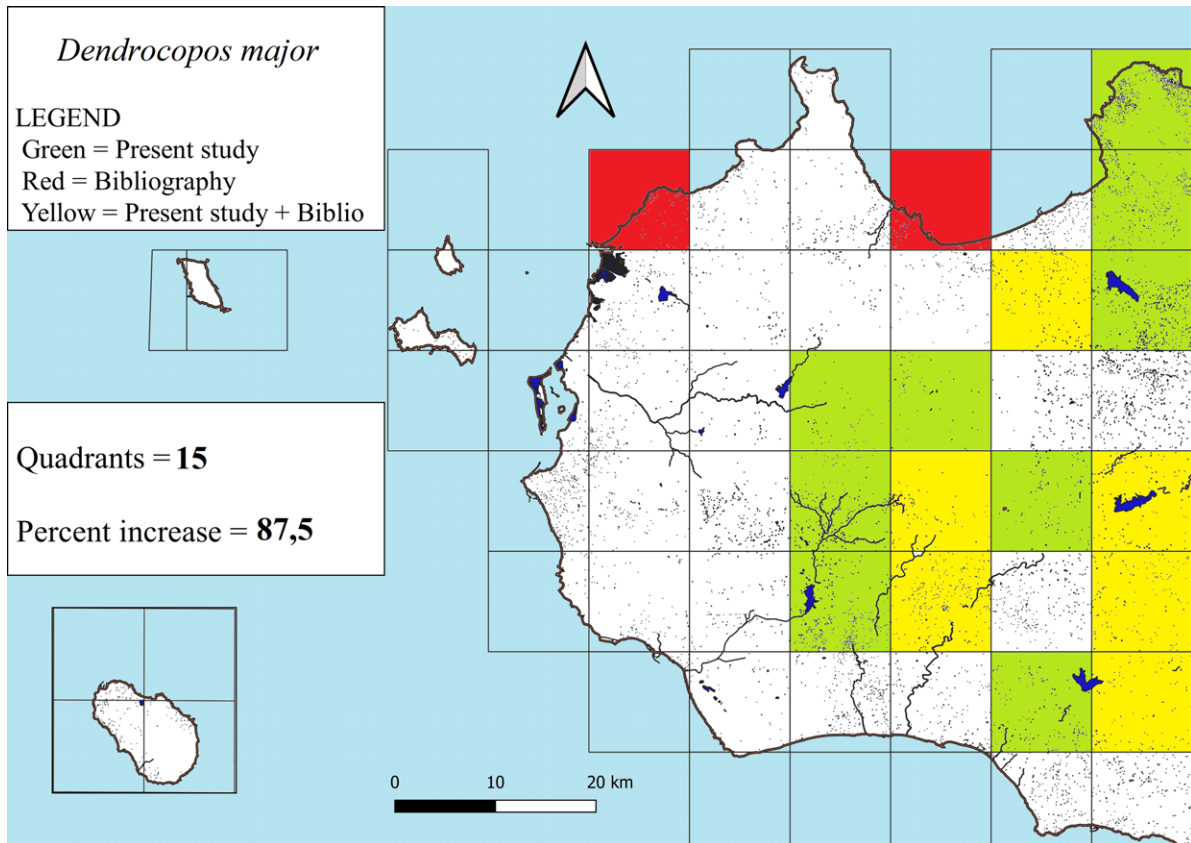 Dendrocopos major
LEGEND
Green = Present study
Red = Bibliography
Yellow = Present study + Biblio
Quadrants = 15
Percent increase = 87,5
0 10 20 km